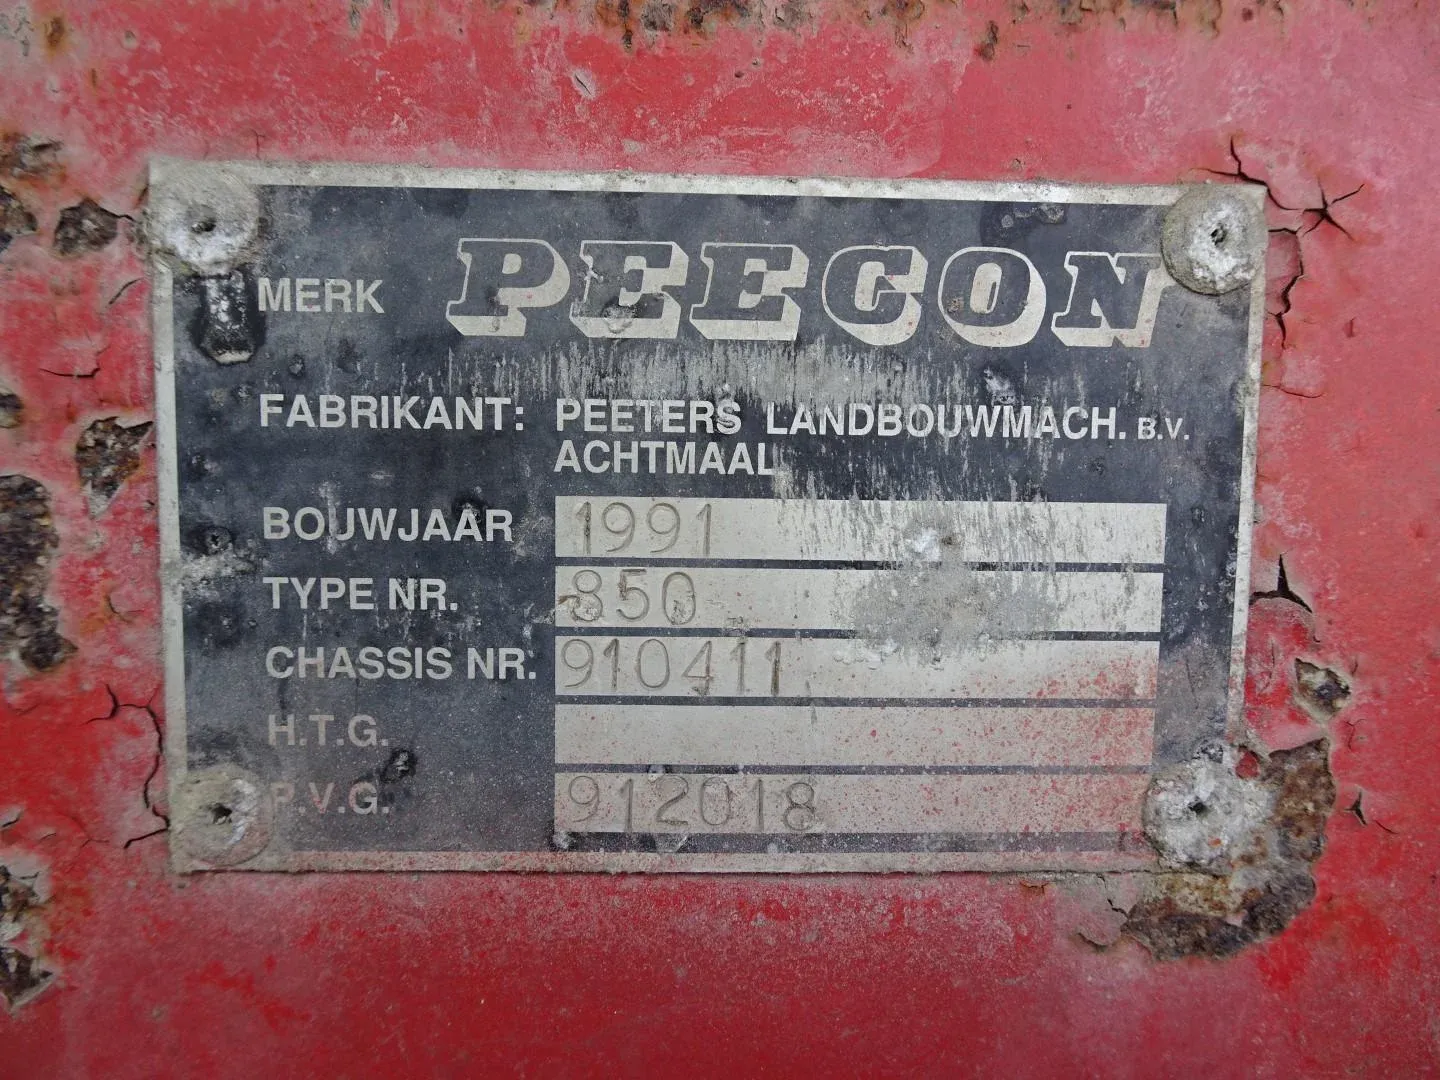 MERK PEECON
FABRIKANT: PEETERS LANDBOUWMACH. B.V.
ACHTMAAL
BOUWJAAR 1991
TYPE NR. 850
CHASSIS NR. 910411
H.T.G.
P.V.G. 912018